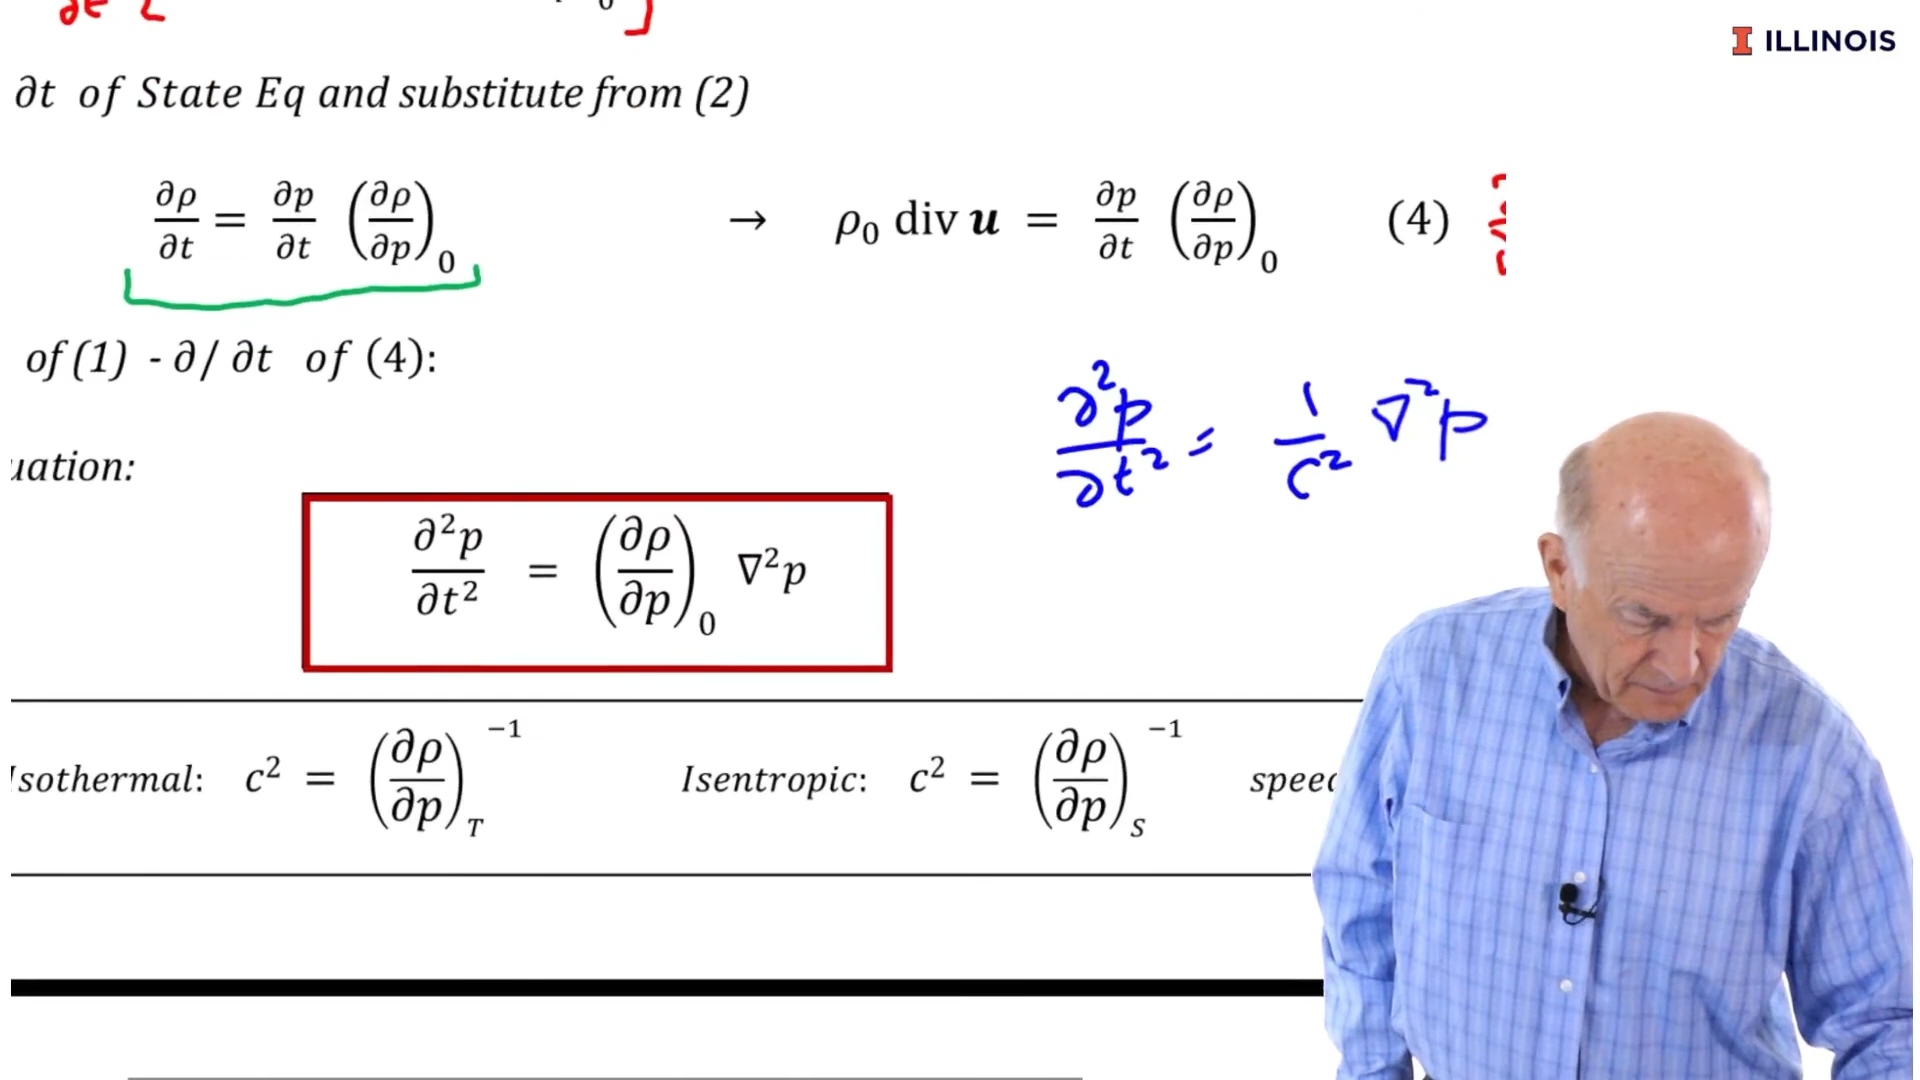 ILLINOIS
∂t of State Eq and substitute from (2)
∂ρ/∂t = ∂p/∂t (∂ρ/∂p)₀ → ρ₀ div u = ∂p/∂t (∂ρ/∂p)₀ (4)
of (1) - ∂/ ∂t of (4):
∂²p/∂t² = 1/c² ∇²p
uation:
∂²p/∂t² = (∂ρ/∂p)₀ ∇²p
Isothermal: c² = (∂ρ/∂p)_T⁻¹ Isentropic: c² = (∂ρ/∂p)_S⁻¹ speed